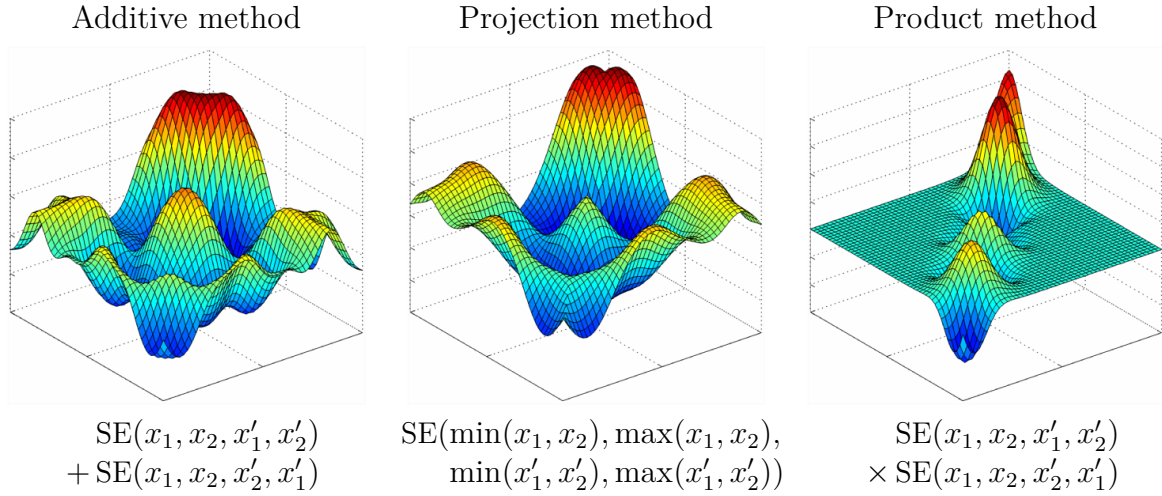 Additive method
Projection method
Product method
SE(x₁, x₂, x′₁, x′₂)
+ SE(x₁, x₂, x′₂, x′₁)
SE(min(x₁, x₂), max(x₁, x₂),
min(x′₁, x′₂), max(x′₁, x′₂))
SE(x₁, x₂, x′₁, x′₂)
× SE(x₁, x₂, x′₂, x′₁)